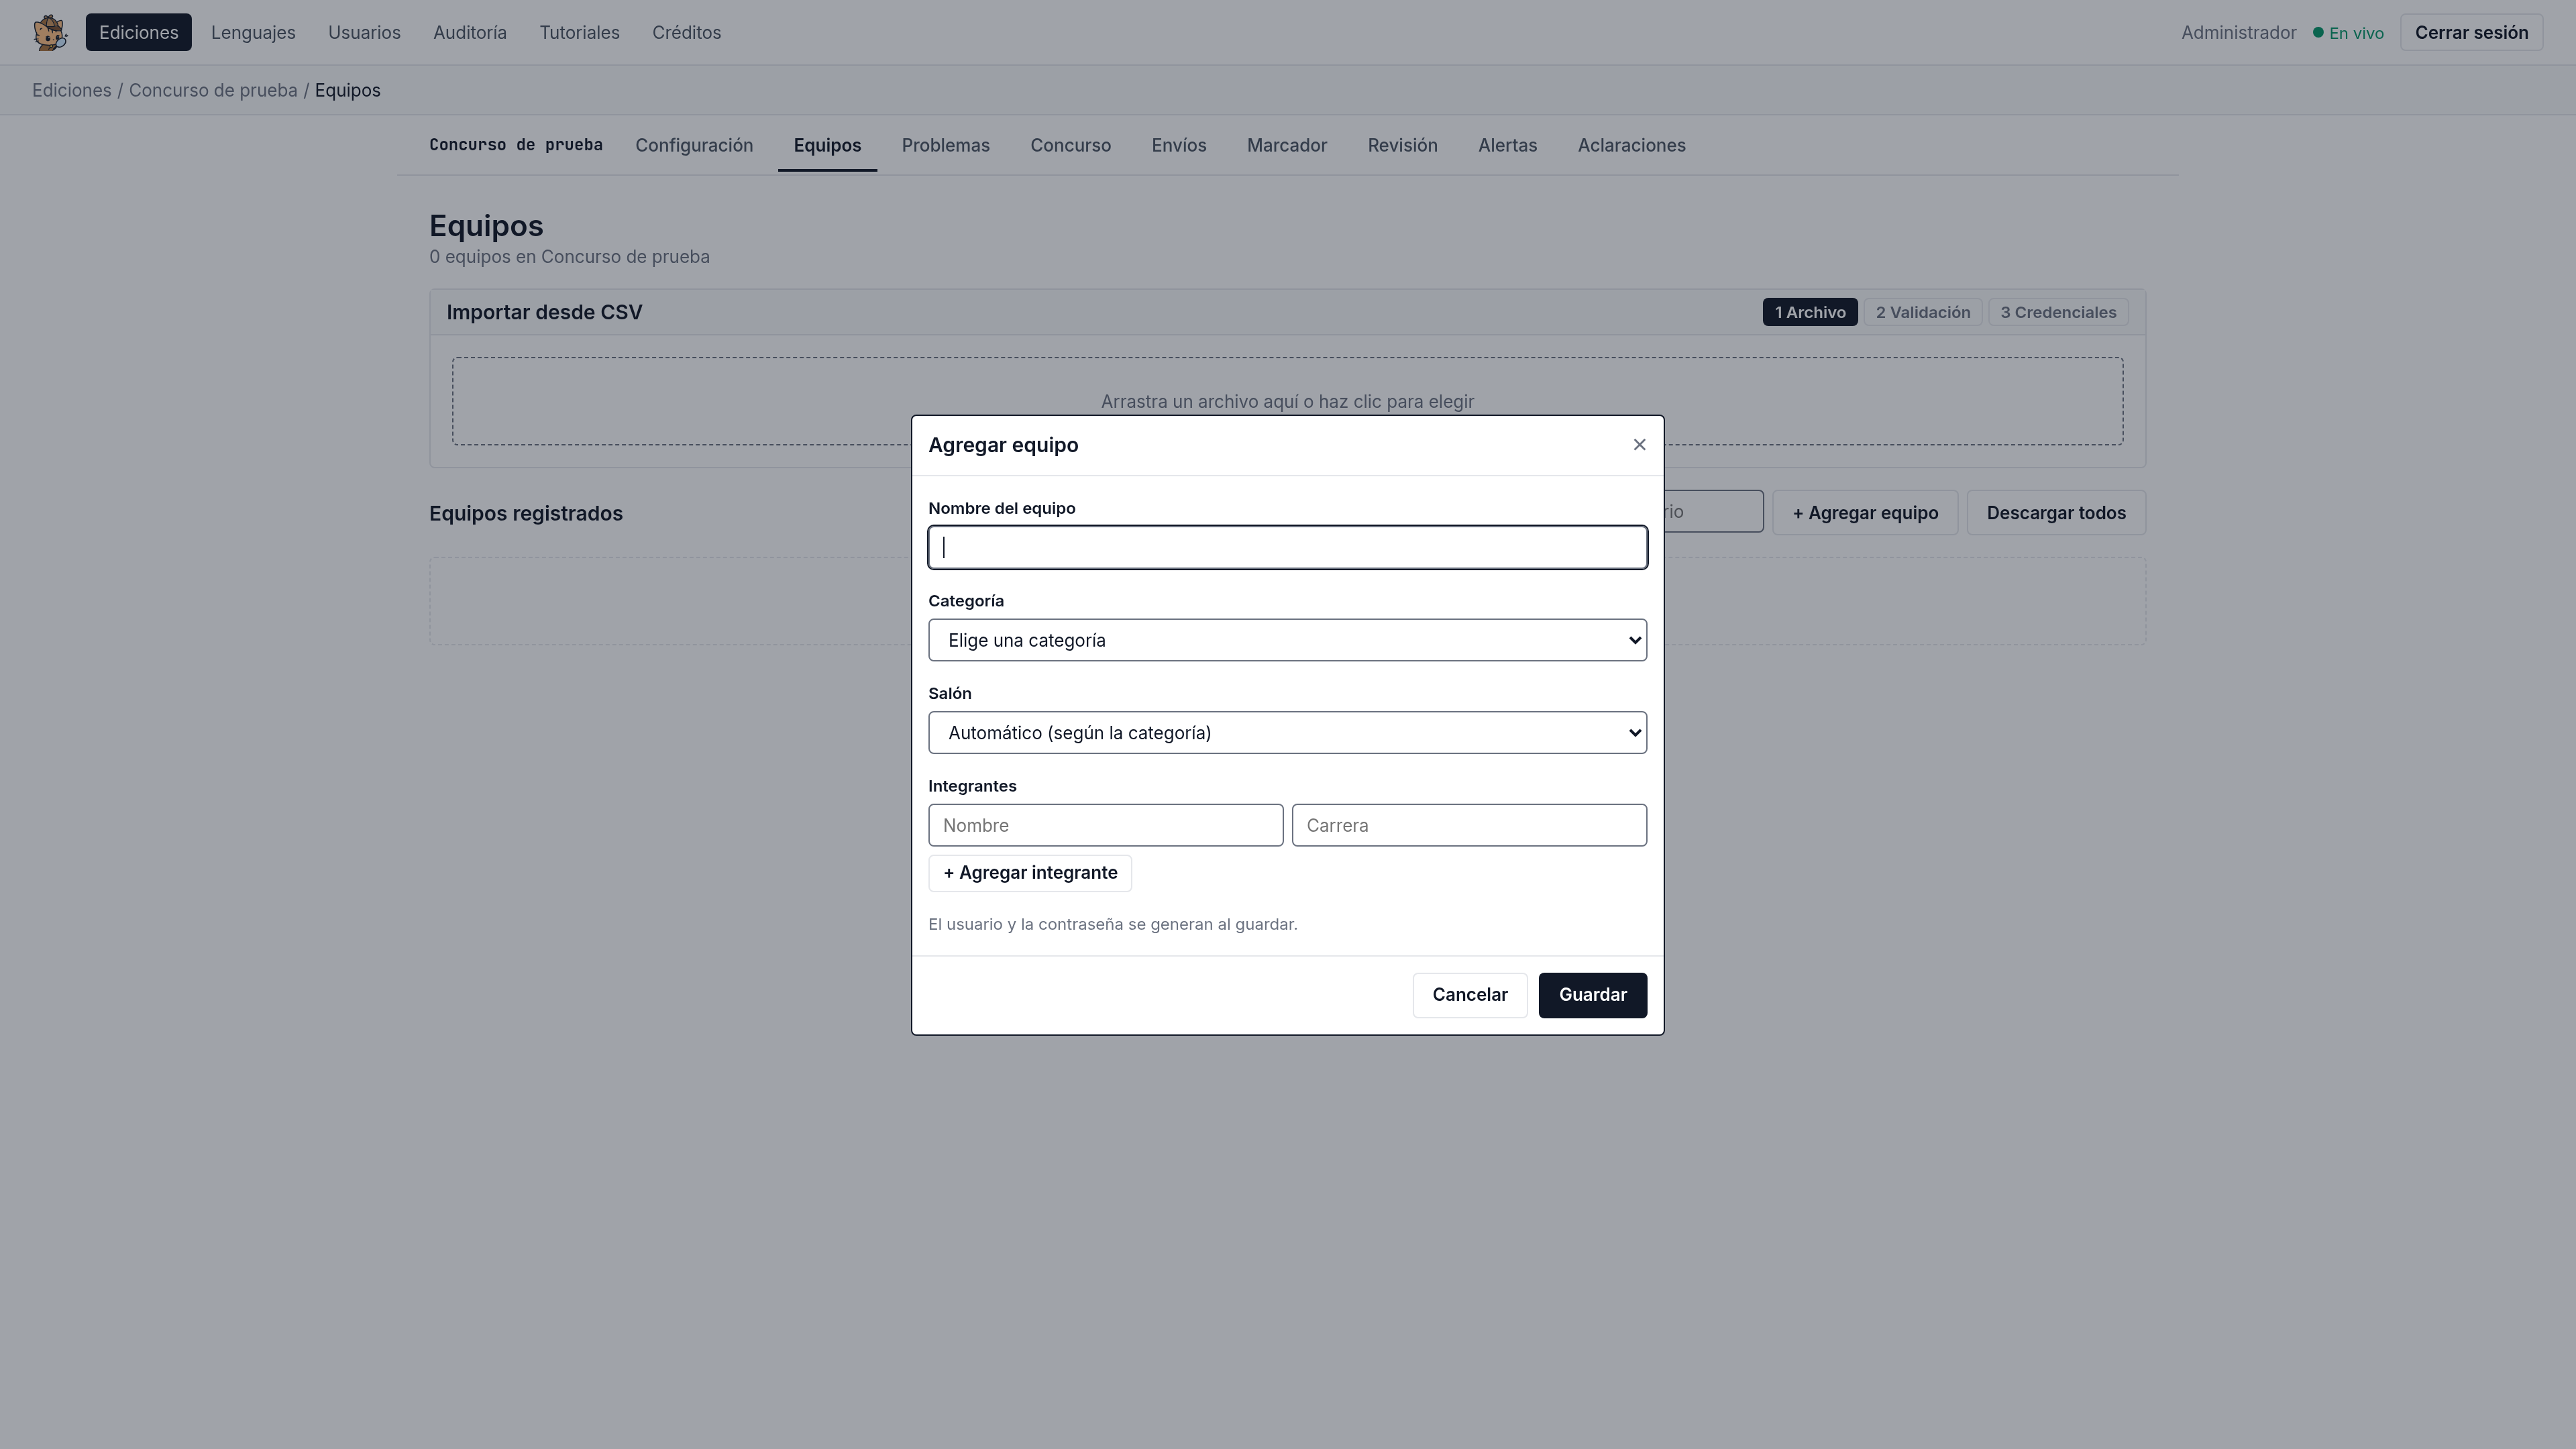 Ediciones Lenguajes Usuarios Auditoría Tutoriales Créditos Administrador En vivo Cerrar sesión
Ediciones / Concurso de prueba / Equipos
Concurso de prueba Configuración Equipos Problemas Concurso Envíos Marcador Revisión Alertas Aclaraciones
Equipos
0 equipos en Concurso de prueba
Importar desde CSV 1 Archivo 2 Validación 3 Credenciales
Arrastra un archivo aquí o haz clic para elegir
Equipos registrados + Agregar equipo Descargar todos
Agregar equipo
Nombre del equipo
Categoría
Elige una categoría
Salón
Automático (según la categoría)
Integrantes
Nombre Carrera
+ Agregar integrante
El usuario y la contraseña se generan al guardar.
Cancelar Guardar